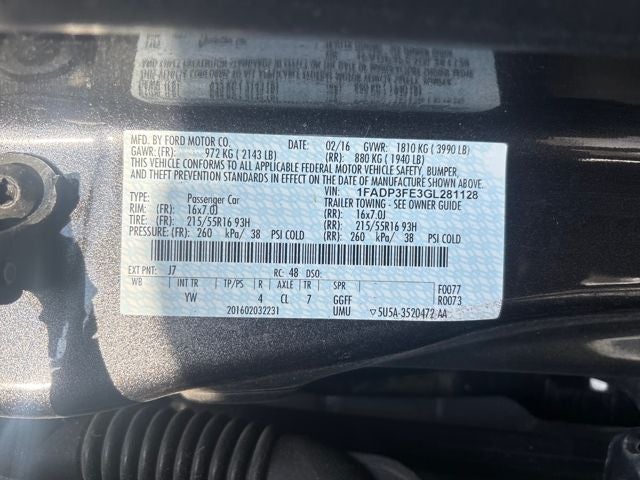 MFD. BY FORD MOTOR CO. DATE: 02/16 GVWR: 1810 KG ( 3990 LB)
GAWR:(FR): 972 KG ( 2143 LB) (RR): 880 KG ( 1940 LB)
THIS VEHICLE CONFORMS TO ALL APPLICABLE FEDERAL MOTOR VEHICLE SAFETY, BUMPER,
AND THEFT PREVENTION STANDARDS IN EFFECT ON THE DATE OF MANUFACTURE SHOWN ABOVE.
VIN: 1FADP3FE3GL281128
TYPE: Passenger Car TRAILER TOWING - SEE OWNER GUIDE
RIM: (FR) 16x7.0J (RR): 16x7.0J
TIRE: (FR): 215/55R16 93H (RR): 215/55R16 93H
PRESSURE: (FR) 260 kPa/ 38 PSI COLD (RR): 260 kPa/ 38 PSI COLD
EXT PNT: J7 RC: 48 DSO:
WB INT TR TP/PS R AXLE TR SPR F0077
YW 4 CL 7 GGFF R0073
201602032231 UMU 5U5A-3520472 AA